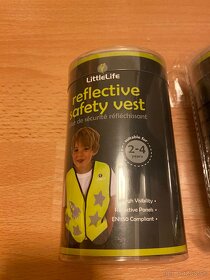 LittleLife
reflective
safety vest
de sécurité réfléchissant
Suitable for
2-4
years
High Visibility
Reflective Panels
EN1150 Compliant